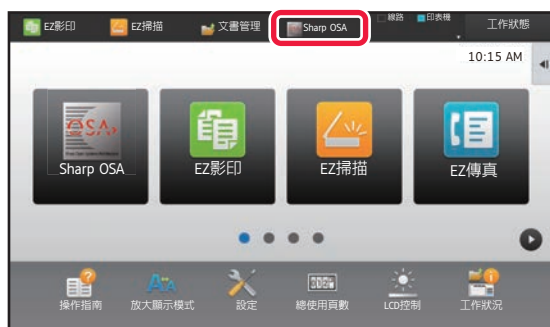 EZ影印 EZ掃描 文書管理 Sharp OSA 線路 印表機 工作狀態
10:15 AM
OSA
Sharp OSA EZ影印 EZ掃描 EZ傳真
操作指南 放大顯示模式 設定 總使用頁數 LCD控制 工作狀況